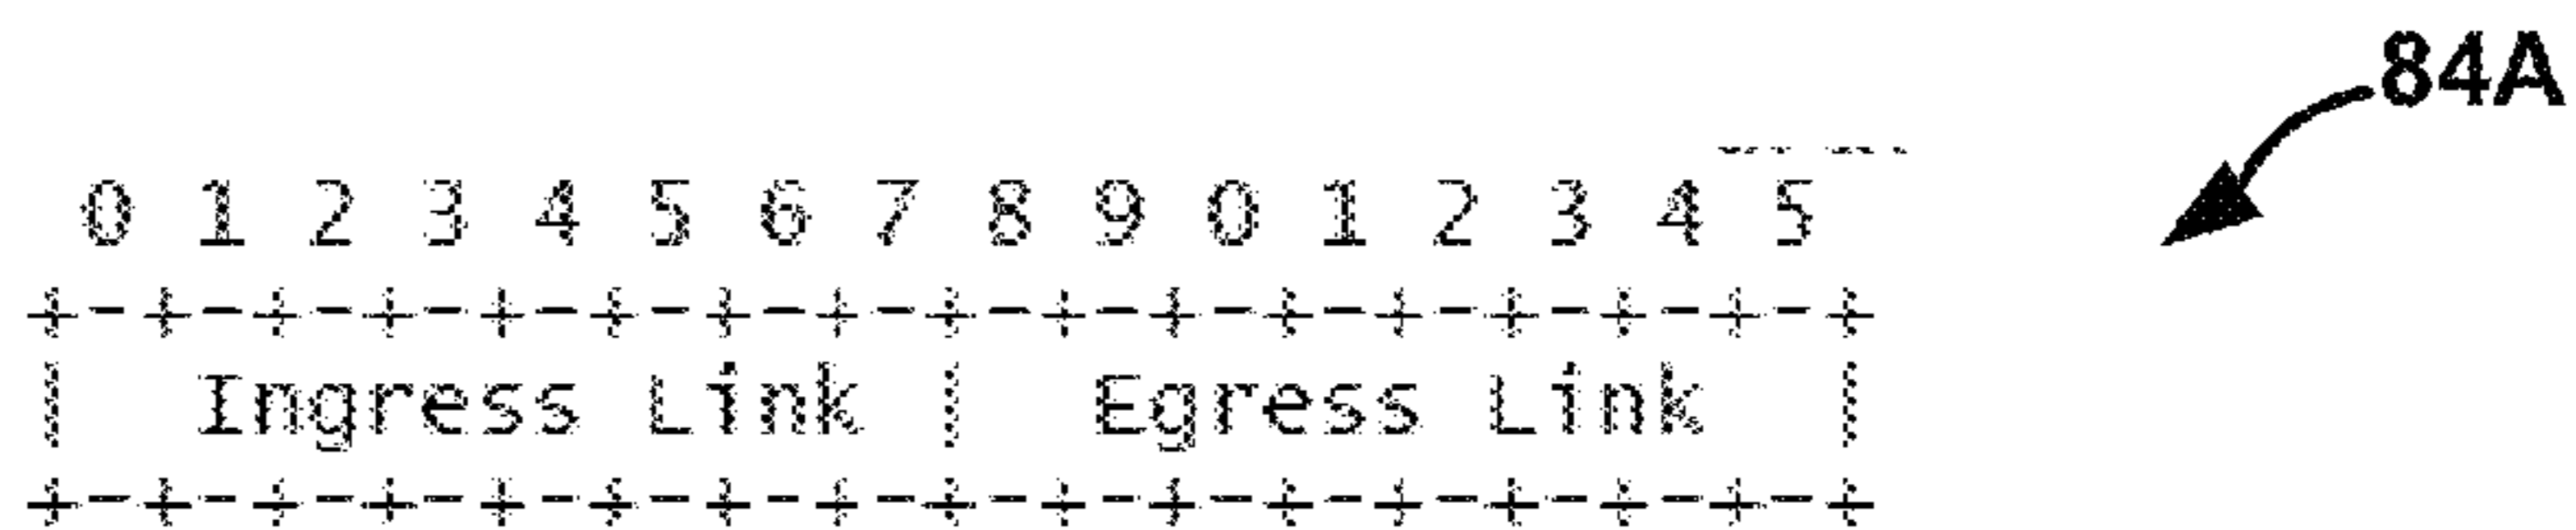 84A
0 1 2 3 4 5 6 7 8 9 0 1 2 3 4 5
+-+-+-+-+-+-+-+-+-+-+-+-+-+-+-+-+
|   Ingress Link  |   Egress Link   |
+-+-+-+-+-+-+-+-+-+-+-+-+-+-+-+-+